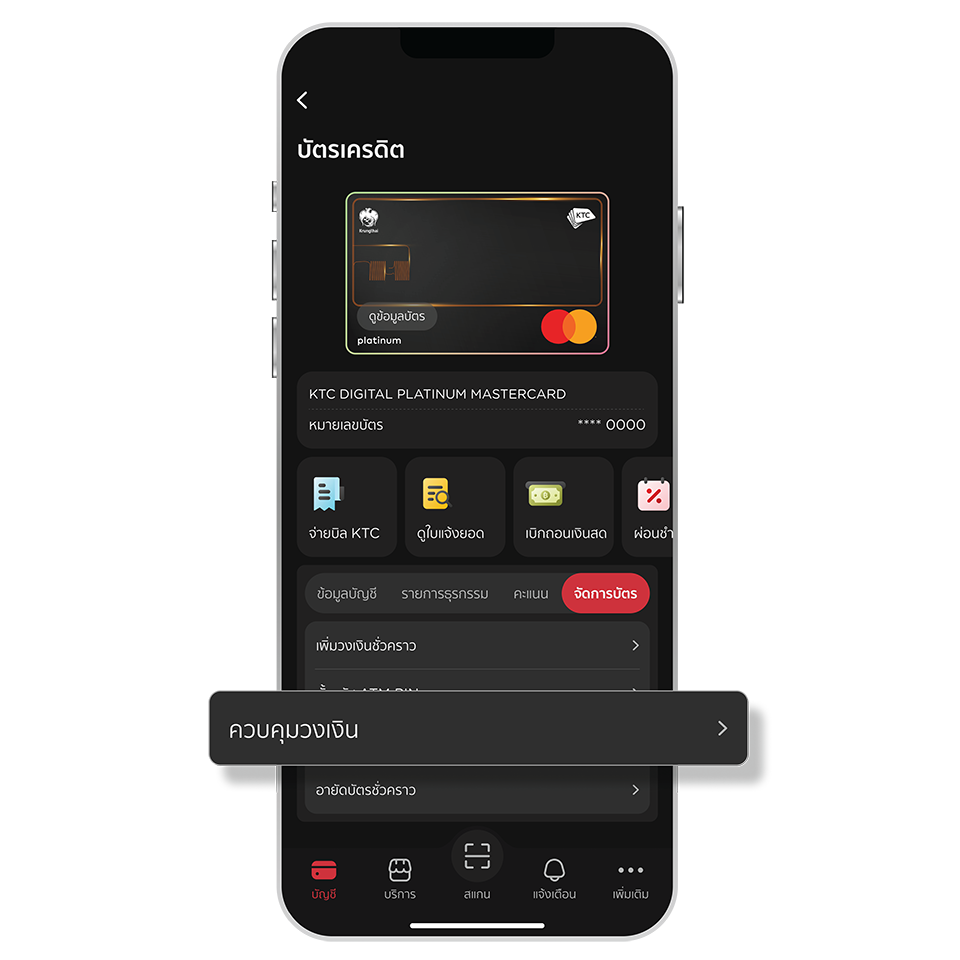 บัตรเครดิต
Krungthai
KTC
ดูข้อมูลบัตร
platinum
KTC DIGITAL PLATINUM MASTERCARD
หมายเลขบัตร **** 0000
จ่ายบิล KTC
ดูใบแจ้งยอด
เบิกถอนเงินสด
ผ่อนชำ
ข้อมูลบัญชี รายการธุรกรรม คะแนน จัดการบัตร
เพิ่มวงเงินชั่วคราว
ATM PIN
ควบคุมวงเงิน
อายัดบัตรชั่วคราว
บัญชี บริการ สแกน แจ้งเตือน เพิ่มเติม